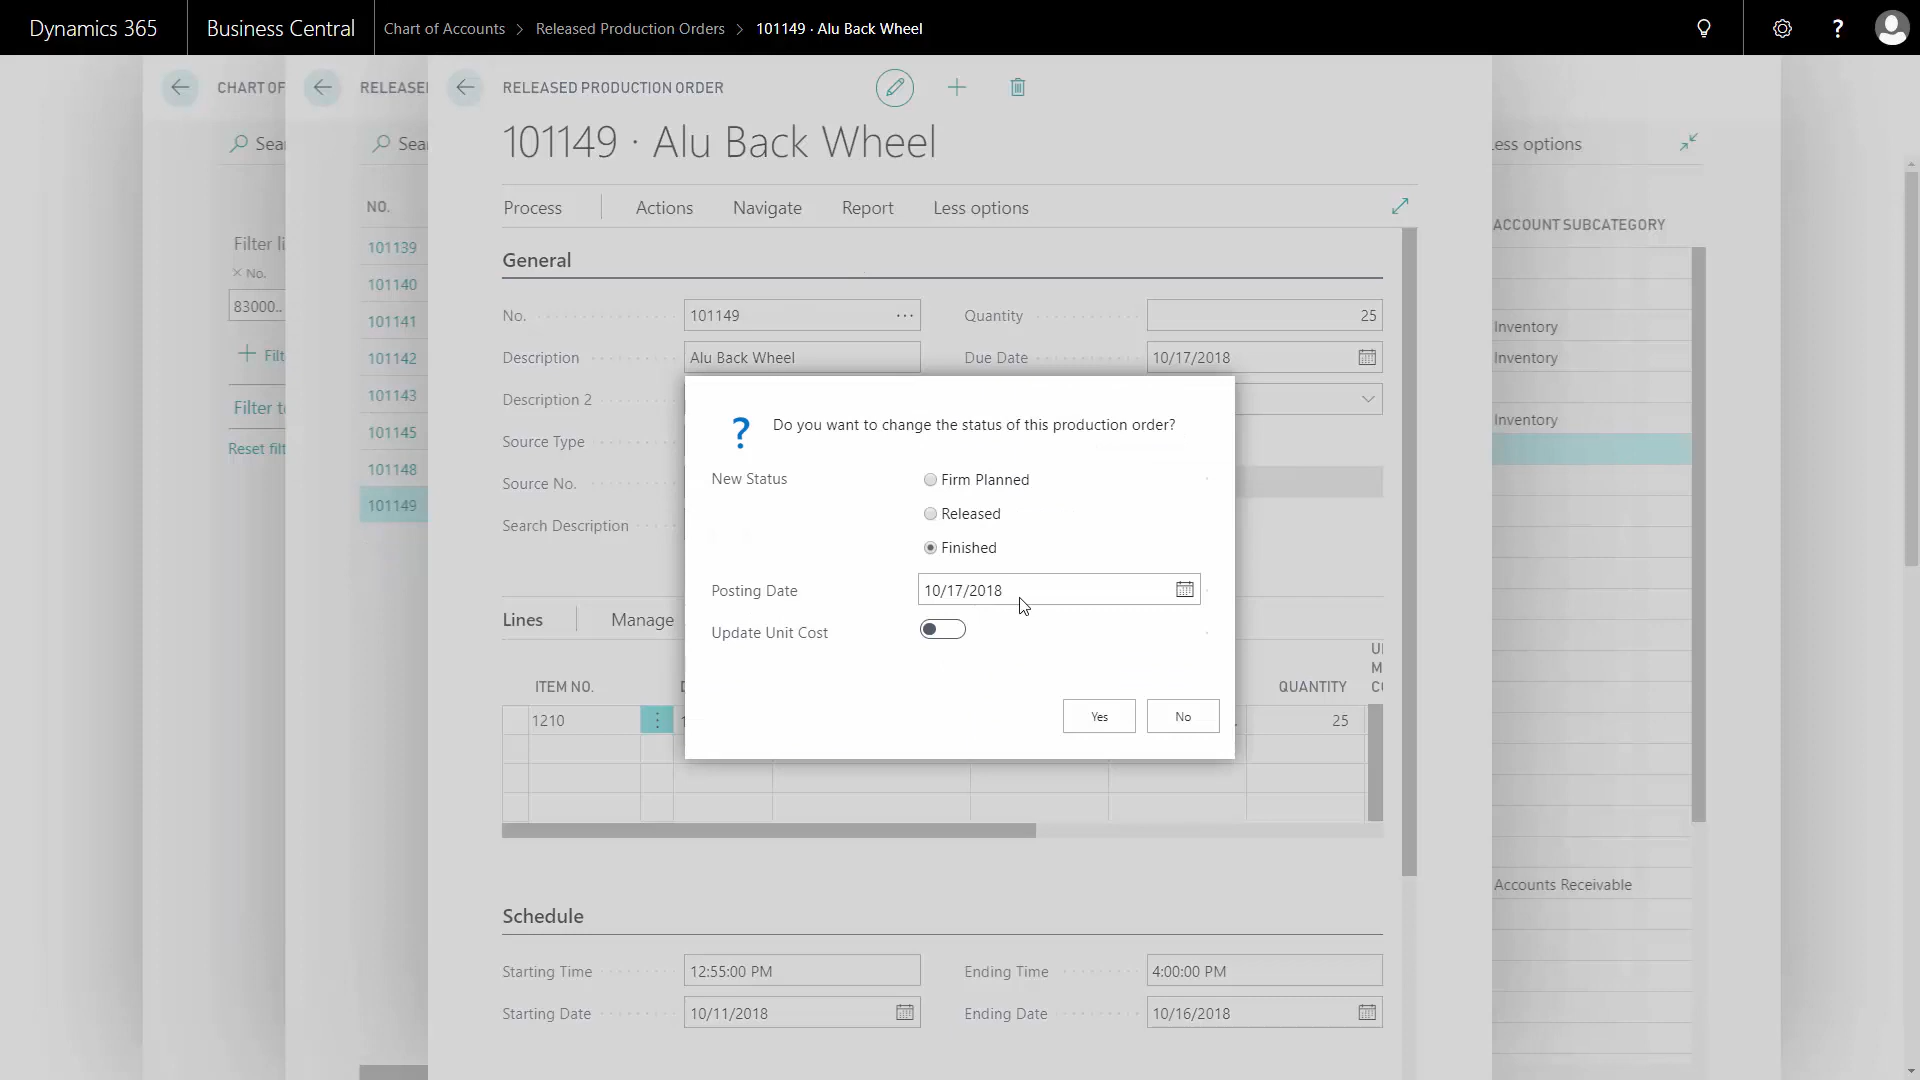 Dynamics 365
Business Central
Chart of Accounts > Released Production Orders > 101149 · Alu Back Wheel
?
CHART OF
RELEASE
RELEASED PRODUCTION ORDER
Sea
Sea
101149 · Alu Back Wheel
Less options
Process
Actions
Navigate
Report
Less options
NO.
ACCOUNT SUBCATEGORY
Filter li
× No.
83000..
+ Filt
Filter t
Reset filt
101139
101140
101141
101142
101143
101145
101148
101149
General
No.
101149
...
Quantity
25
Description
Alu Back Wheel
Due Date
10/17/2018
Description 2
Source Type
Source No.
Search Description
Inventory
Inventory
Inventory
Accounts Receivable
?
Do you want to change the status of this production order?
New Status
Firm Planned
Released
Finished
Posting Date
10/17/2018
Update Unit Cost
Yes
No
Lines
Manage
ITEM NO.
QUANTITY
1210
25
Schedule
Starting Time
12:55:00 PM
Ending Time
4:00:00 PM
Starting Date
10/11/2018
Ending Date
10/16/2018